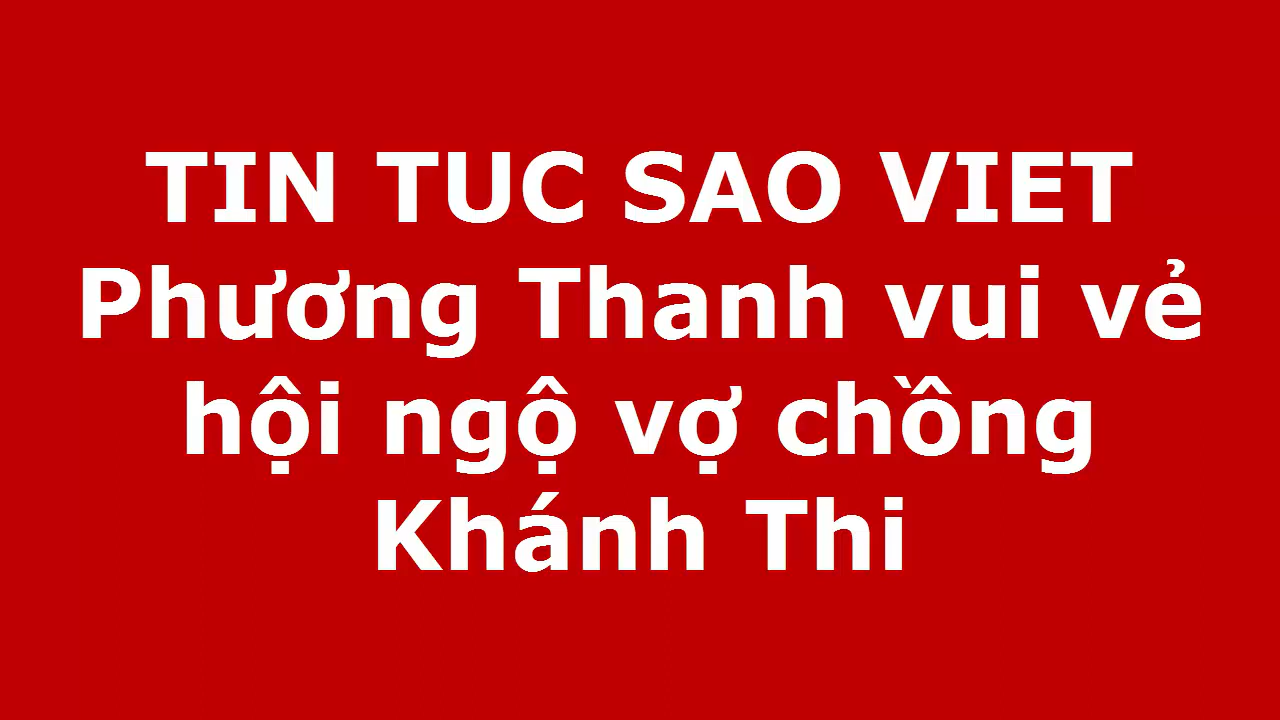 TIN TUC SAO VIET
Phương Thanh vui vẻ
hội ngộ vợ chồng
Khánh Thi